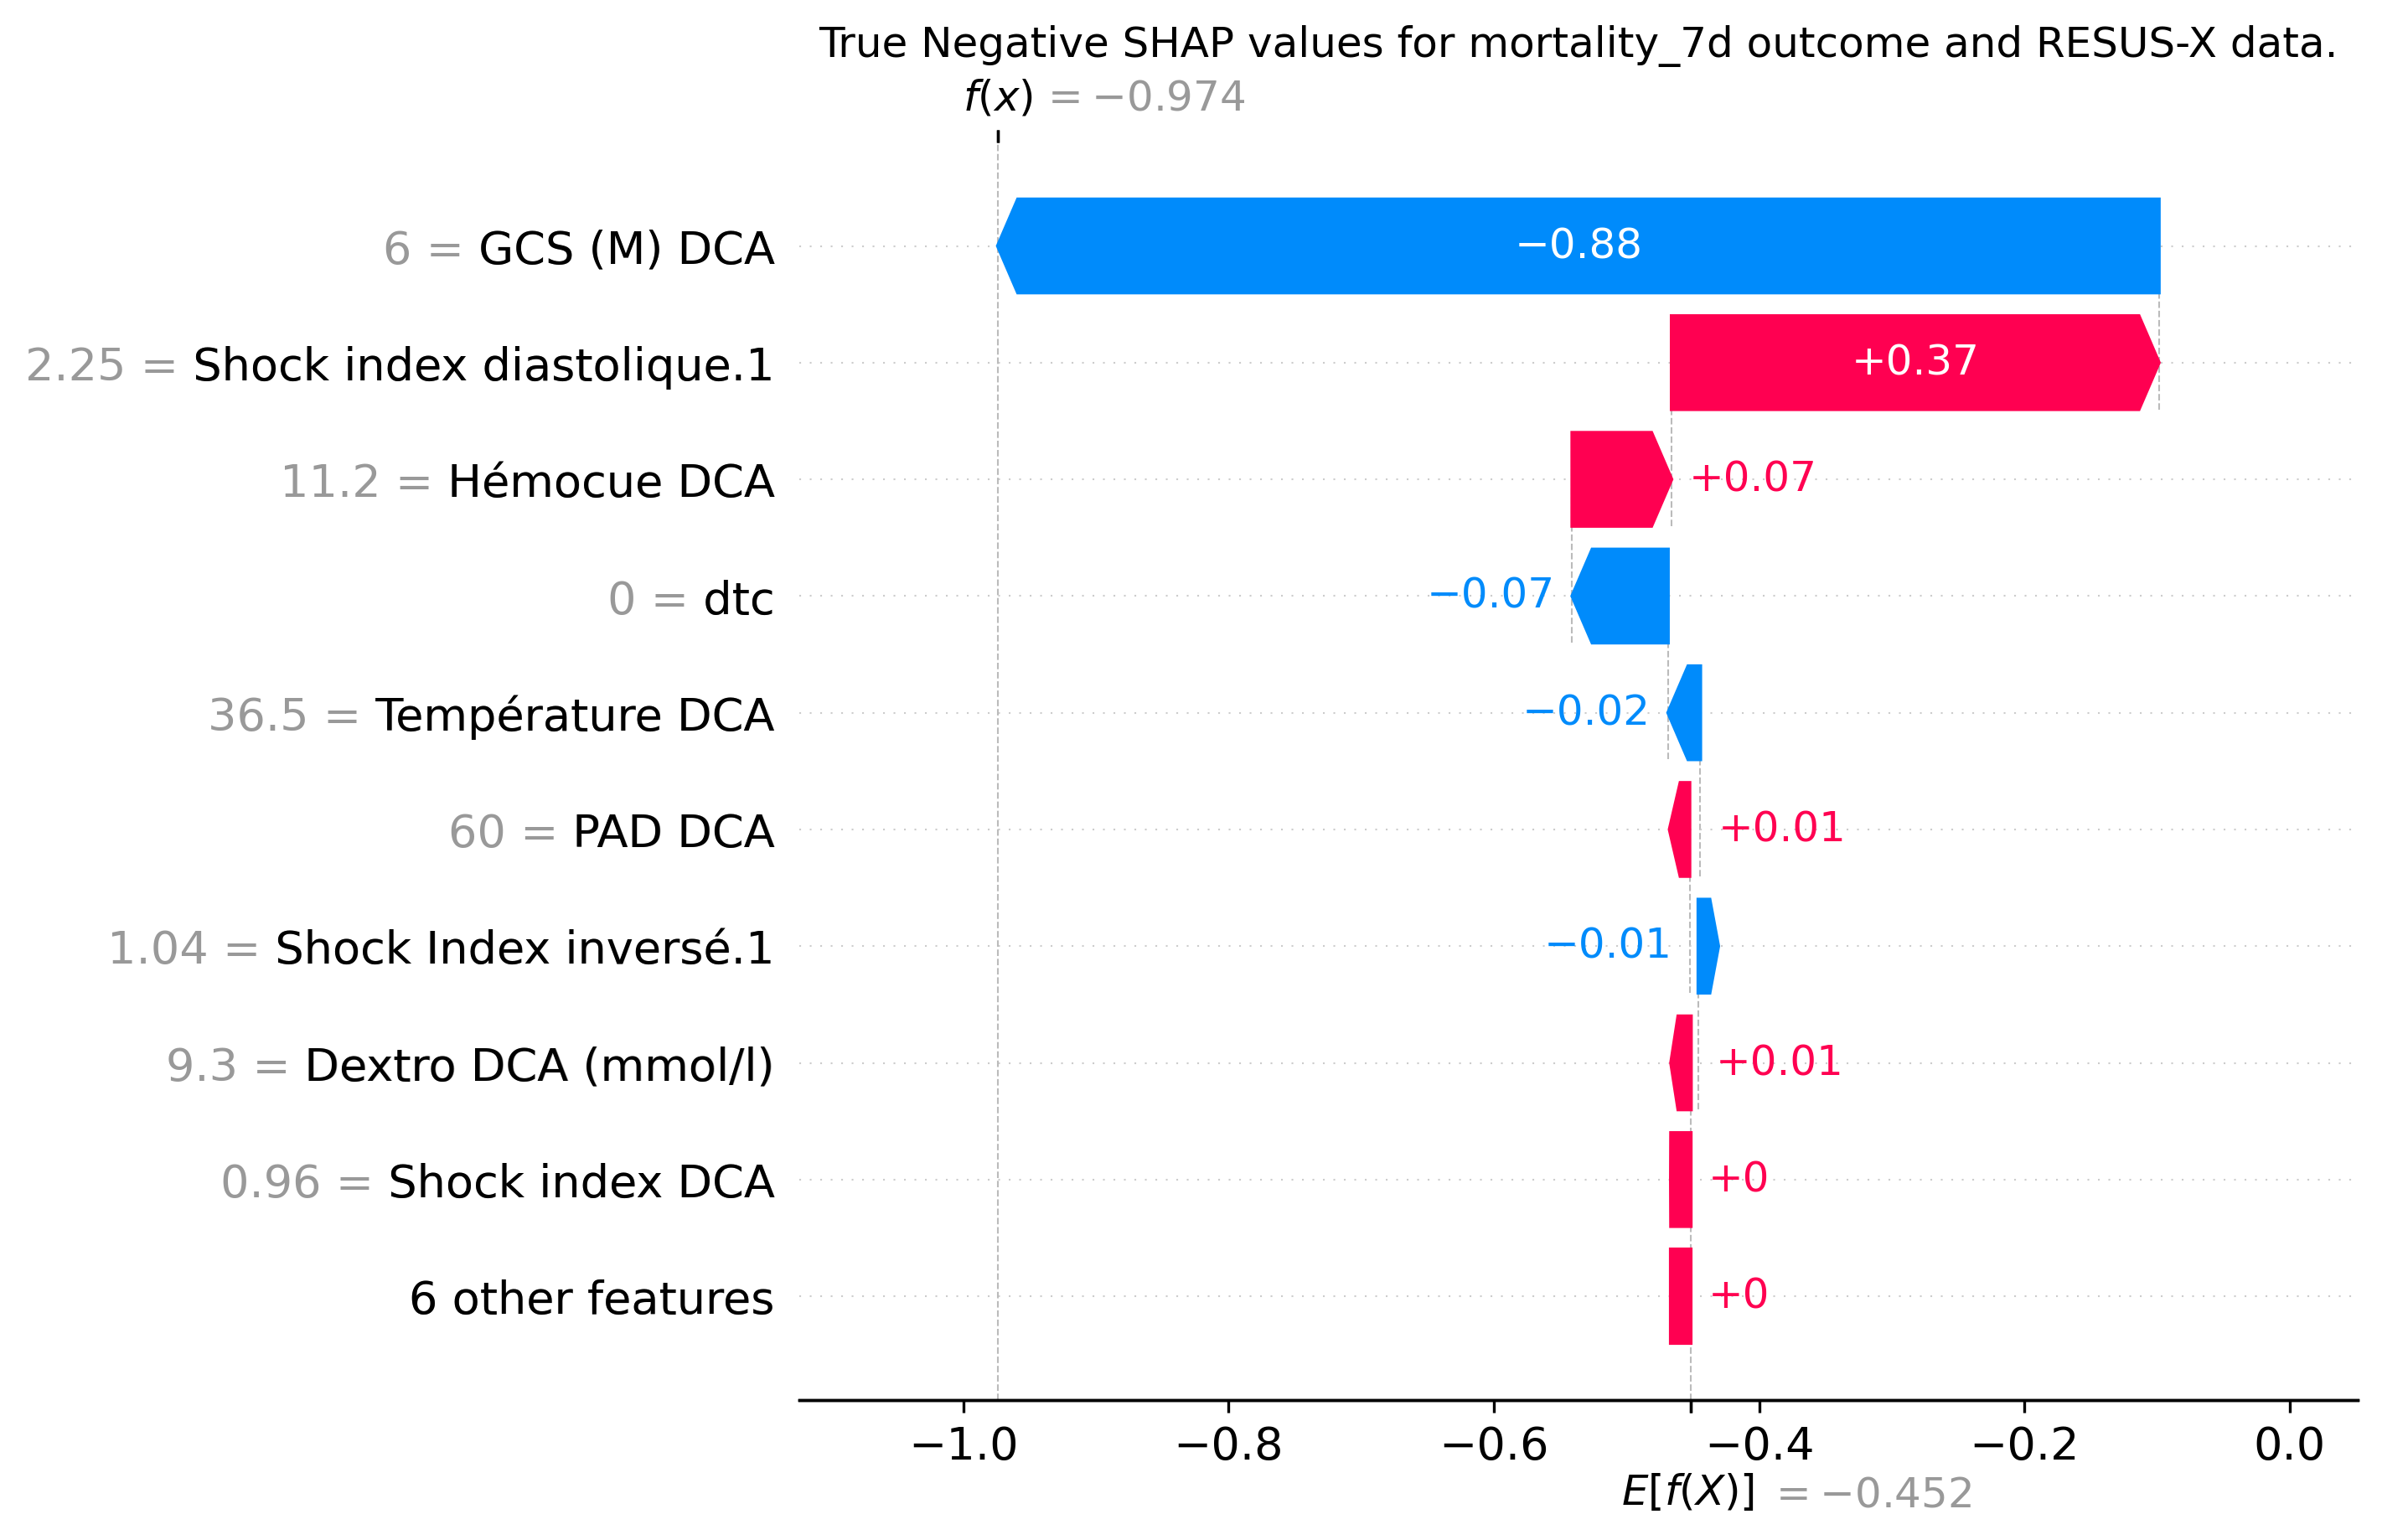 True Negative SHAP values for mortality_7d outcome and RESUS-X data.
f(x) = −0.974
6 = GCS (M) DCA
−0.88
2.25 = Shock index diastolique.1
+0.37
11.2 = Hémocue DCA
+0.07
0 = dtc
−0.07
36.5 = Température DCA
−0.02
60 = PAD DCA
+0.01
1.04 = Shock Index inversé.1
−0.01
9.3 = Dextro DCA (mmol/l)
+0.01
0.96 = Shock index DCA
+0
6 other features
+0
−1.0 −0.8 −0.6 −0.4 −0.2 0.0
E[f(X)] = −0.452